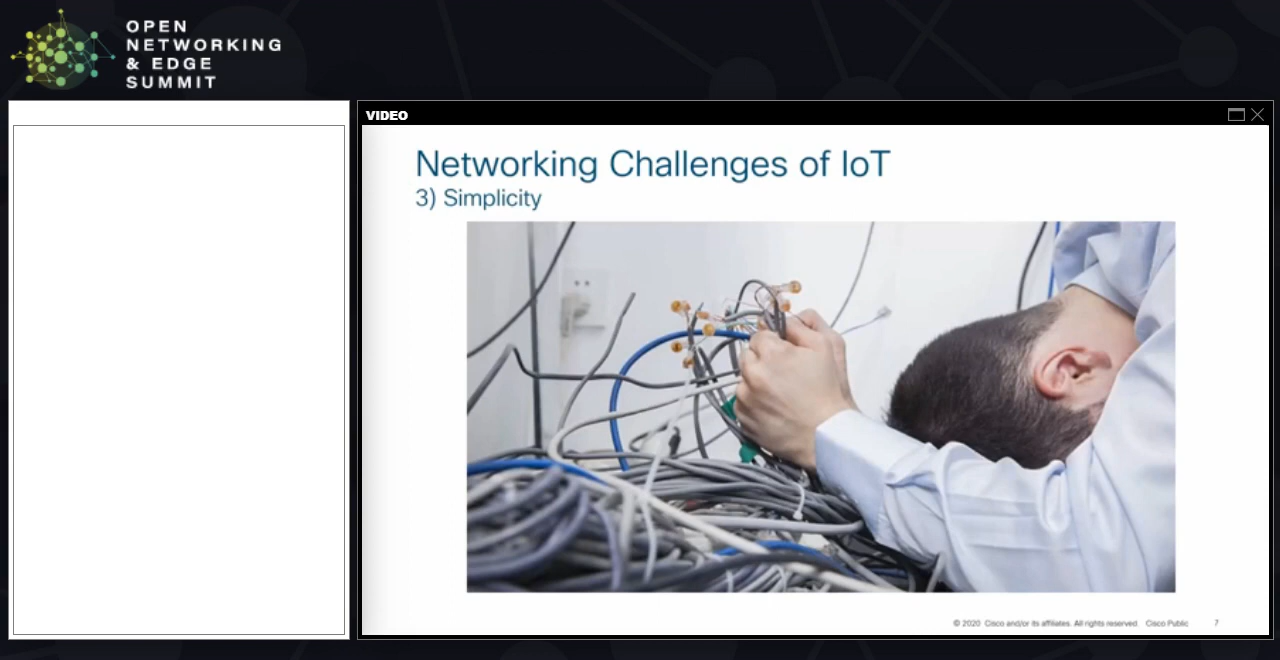 OPEN
NETWORKING
& EDGE
SUMMIT
VIDEO
Networking Challenges of IoT
3) Simplicity
© 2020 Cisco and/or its affiliates. All rights reserved. Cisco Public
7